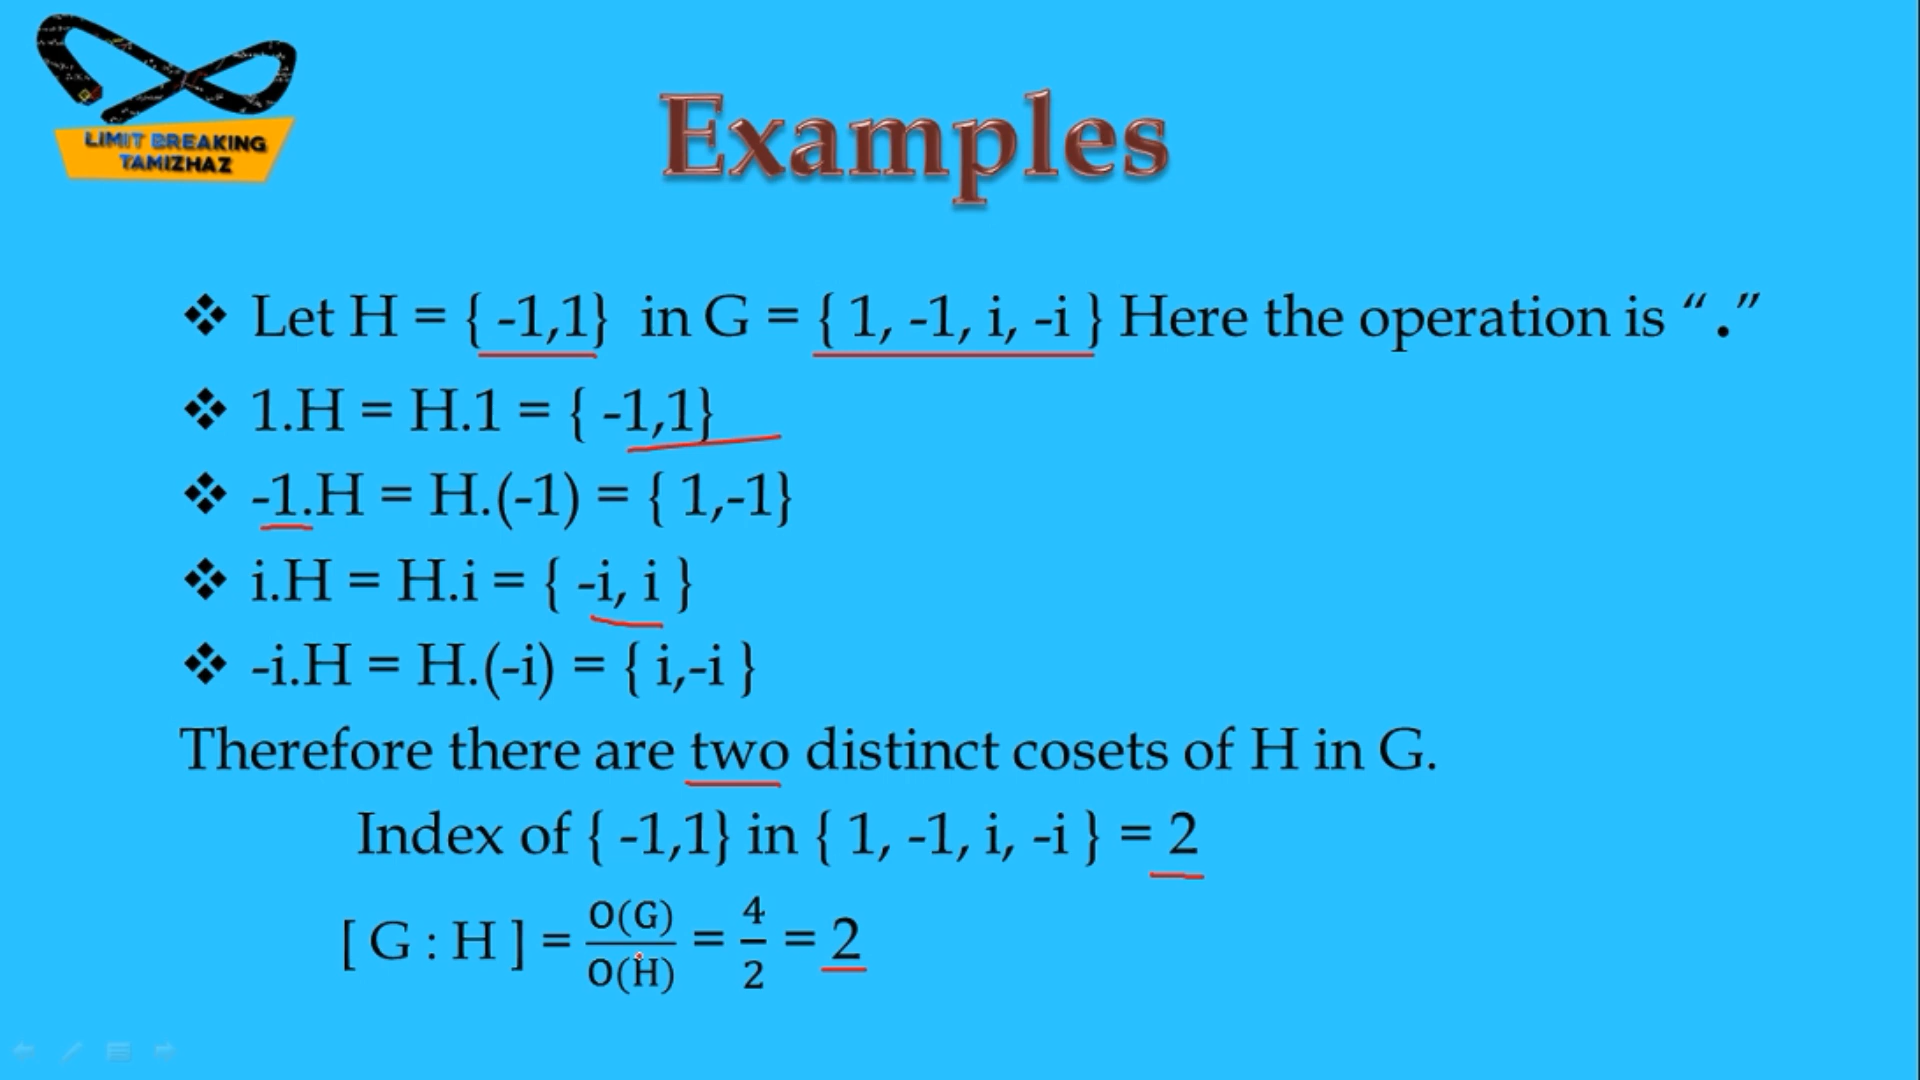 LIMIT BREAKING
TAMIZHAZ
Examples
❖ Let H = { -1,1} in G = { 1, -1, i, -i } Here the operation is “ . ”
❖ 1.H = H.1 = { -1,1}
❖ -1.H = H.(-1) = { 1,-1}
❖ i.H = H.i = { -i, i }
❖ -i.H = H.(-i) = { i,-i }
Therefore there are two distinct cosets of H in G.
Index of { -1,1} in { 1, -1, i, -i } = 2
[ G : H ] = O(G)/O(H) = 4/2 = 2